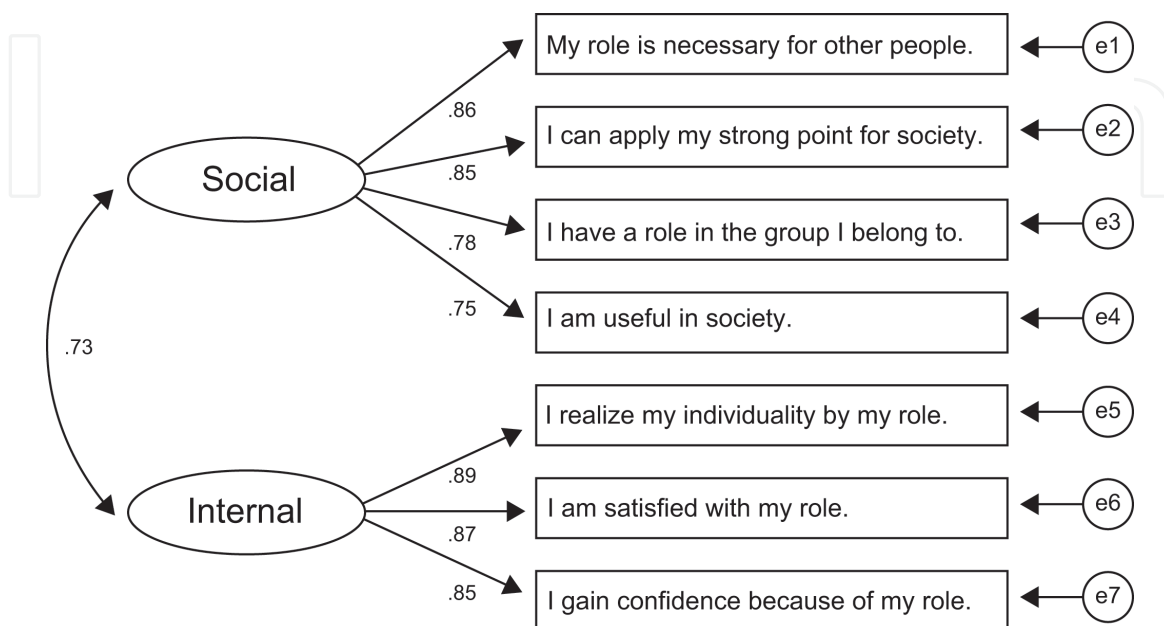 My role is necessary for other people.
e1
.86
I can apply my strong point for society.
e2
Social
.85
I have a role in the group I belong to.
e3
.78
.75
I am useful in society.
e4
.73
I realize my individuality by my role.
e5
.89
Internal
I am satisfied with my role.
e6
.87
.85
I gain confidence because of my role.
e7